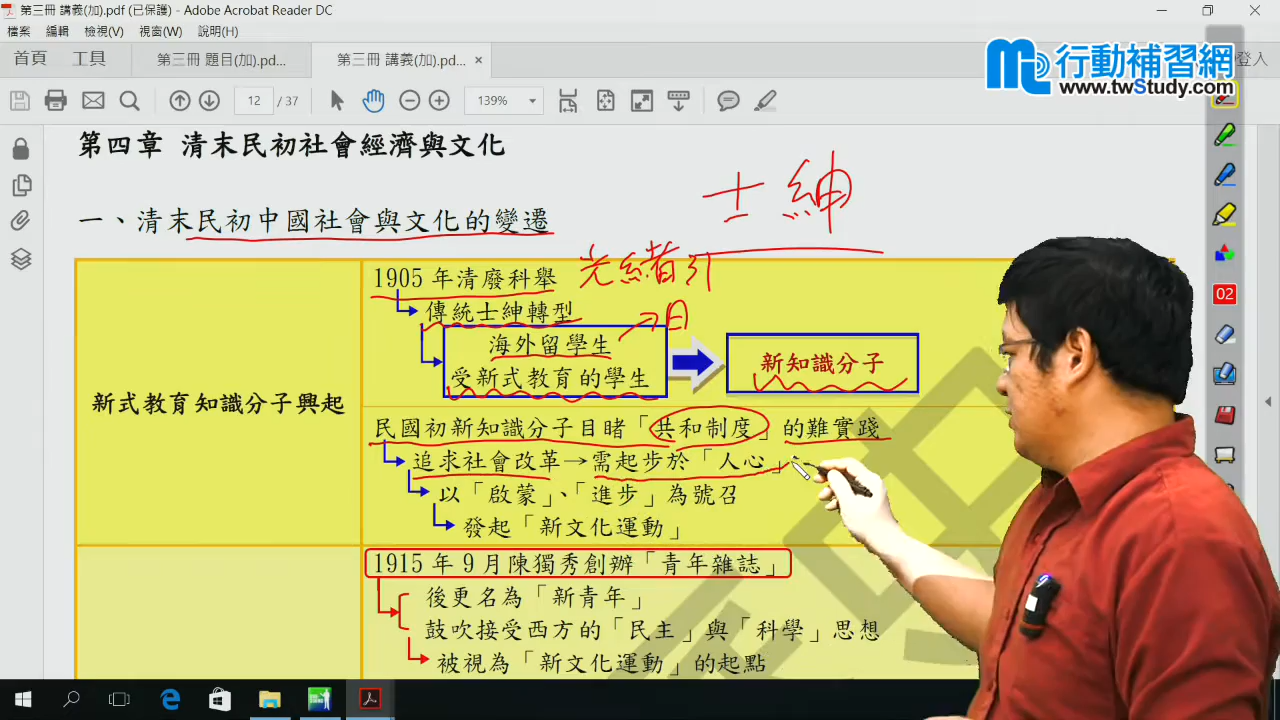 第三冊 講義(加).pdf (已保護) - Adobe Acrobat Reader DC
檔案 編輯 檢視(V) 視窗(W) 說明(H)
首頁 工具 第三冊 題目(加).pd... 第三冊 講義(加).pd... × 登入
行動補習網
www.twStudy.com
12 / 37 139%
第四章 清末民初社會經濟與文化
士紳
一、清末民初中國社會與文化的變遷
1905 年清廢科舉 光緒若引
傳統士紳轉型
海外留學生 → 日
受新式教育的學生
新知識分子
新式教育知識分子興起
民國初新知識分子目睹「共和制度」的難實踐
追求社會改革→需起步於「人心」
以「啟蒙」、「進步」為號召
發起「新文化運動」
1915 年 9 月陳獨秀創辦「青年雜誌」
後更名為「新青年」
鼓吹接受西方的「民主」與「科學」思想
被視為「新文化運動」的起點
02